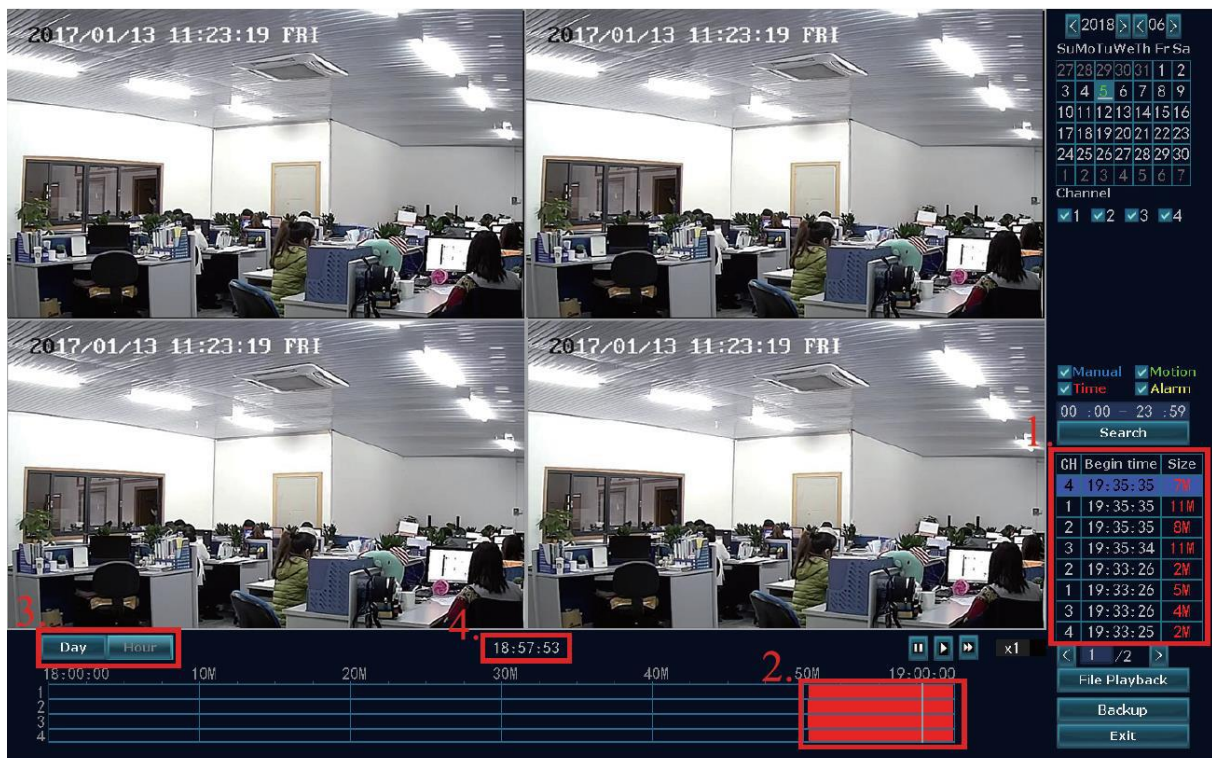 2017/01/13 11:23:19 FRI
2017/01/13 11:23:19 FRI
2017/01/13 11:23:19 FRI
2017/01/13 11:23:19 FRI
< 2018 > < 06 >
Su Mo Tu We Th Fr Sa
27 28 29 30 31 1 2
3 4 5 6 7 8 9
10 11 12 13 14 15 16
17 18 19 20 21 22 23
24 25 26 27 28 29 30
1 2 3 4 5 6 7
Channel
1 2 3 4
Manual Motion
Time Alarm
00 :00 - 23 :59
Search
1.
CH Begin time Size
4 19:35:35 7M
1 19:35:35 11M
2 19:35:35 8M
3 19:35:34 11M
2 19:33:26 2M
1 19:33:26 5M
3 19:33:26 4M
4 19:33:25 2M
< 1 /2 >
File Playback
Backup
Exit
3.
Day Hour
4.
18:57:53
x1
2.
18:00:00 10M 20M 30M 40M 50M 19:00:00
1
2
3
4